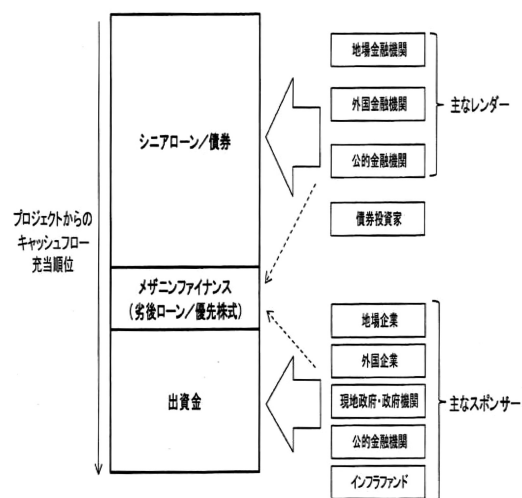 プロジェクトからの
キャッシュフロー
充当順位
シニアローン／債券
メザニンファイナンス
（劣後ローン／優先株式）
出資金
地場金融機関
外国金融機関
公的金融機関
主なレンダー
債券投資家
地場企業
外国企業
現地政府・政府機関
公的金融機関
インフラファンド
主なスポンサー